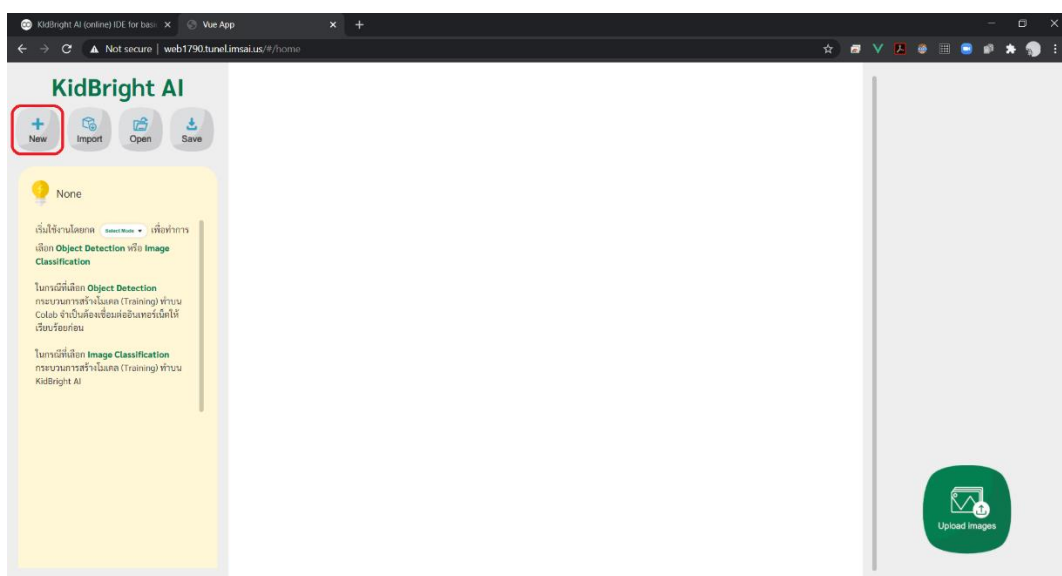 KidBright AI (online) IDE for basi
Vue App
Not secure | web1790.tunel.imsai.us/#/home
KidBright AI
New
Import
Open
Save
None
เริ่มใช้งานโดยกด Select Mode เพื่อทำการ
เลือก Object Detection หรือ Image
Classification
ในกรณีที่เลือก Object Detection
กระบวนการสร้างโมเดล (Training) ทำบน
Colab จำเป็นต้องเชื่อมต่ออินเทอร์เน็ตให้
เรียบร้อยก่อน
ในกรณีที่เลือก Image Classification
กระบวนการสร้างโมเดล (Training) ทำบน
KidBright AI
Upload Images